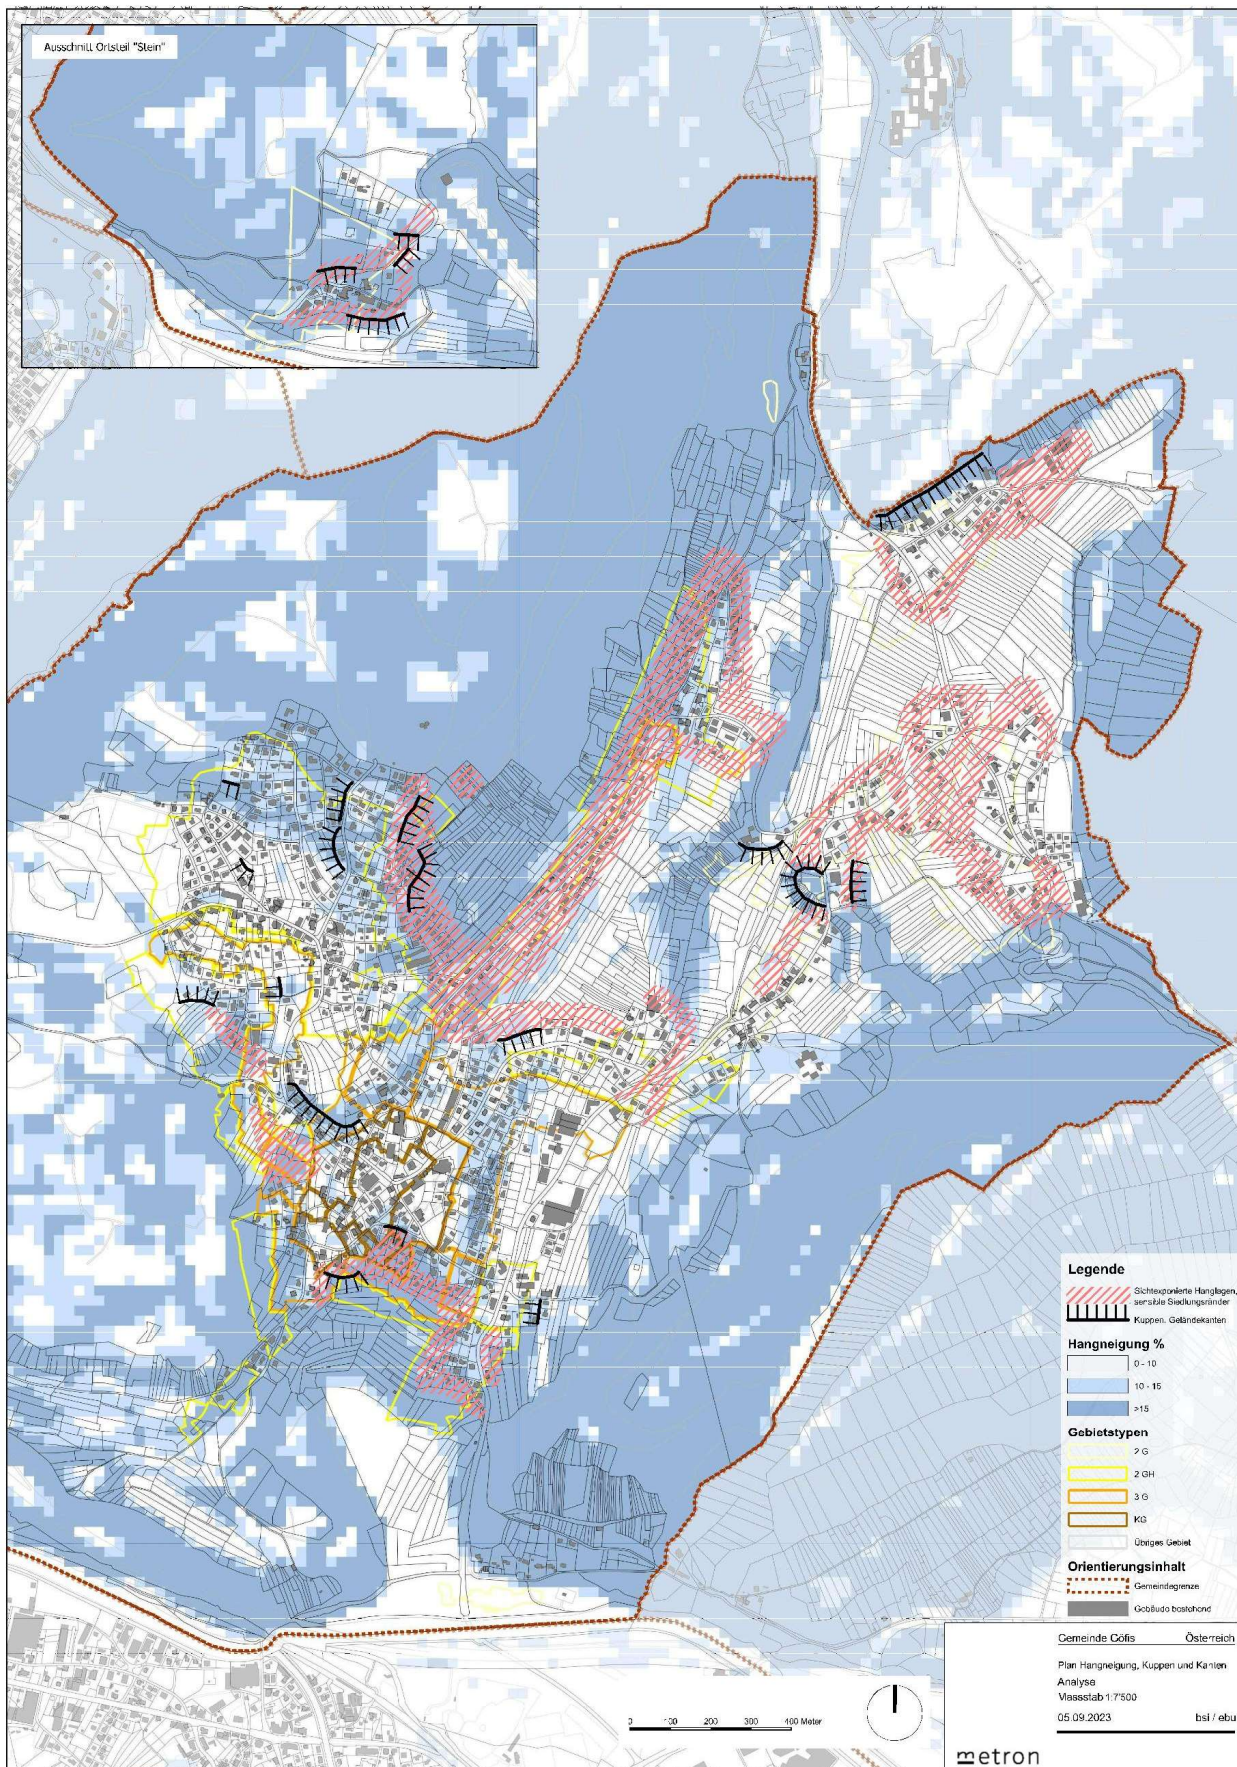 Ausschnitt Ortsteil "Stein"
Legende
Sichtexponierte Hanglagen,
sensible Siedlungsränder
Kuppen, Geländekanten
Hangneigung %
0 - 10
10 - 15
>15
Gebietstypen
2 G
2 GH
3 G
KG
Übriges Gebiet
Orientierungsinhalt
Gemeindegrenze
Gebäude bestehend
0 100 200 300 400 Meter
Gemeinde Göfis Österreich
Plan Hangneigung, Kuppen und Kanten
Analyse
Massstab 1:7'500
05.09.2023 bsi / ebu
metron